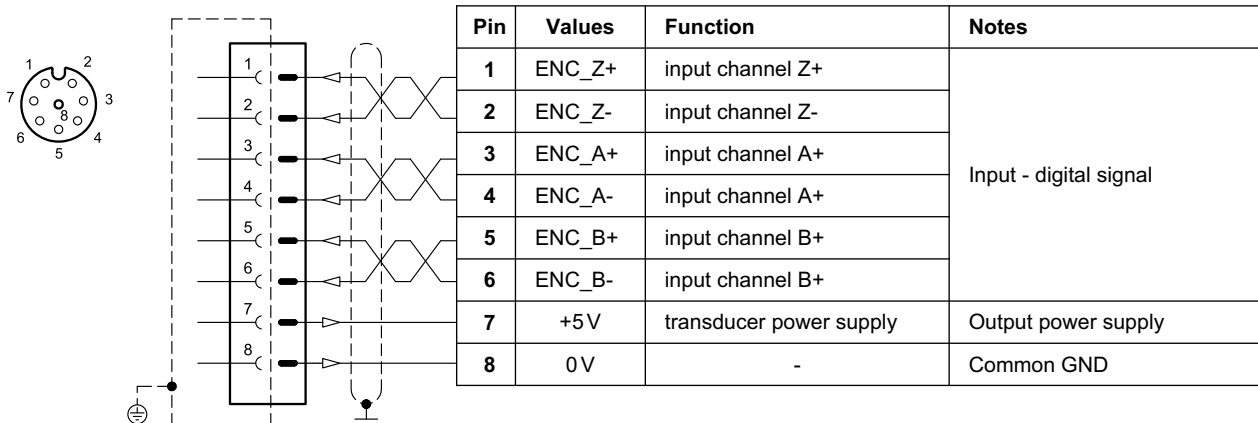 Pin Values Function Notes
1 ENC_Z+ input channel Z+
2 ENC_Z- input channel Z-
3 ENC_A+ input channel A+
4 ENC_A- input channel A+
Input - digital signal
5 ENC_B+ input channel B+
6 ENC_B- input channel B+
7 +5V transducer power supply Output power supply
8 0V - Common GND
1 2
7 8 3
6 4
5
1
2
3
4
5
6
7
8